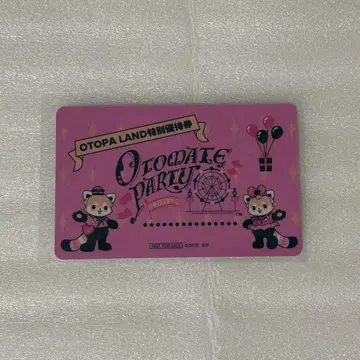 OTOPA LAND特別優待券
OTOMATE
PARTY
NOT FOR SALE